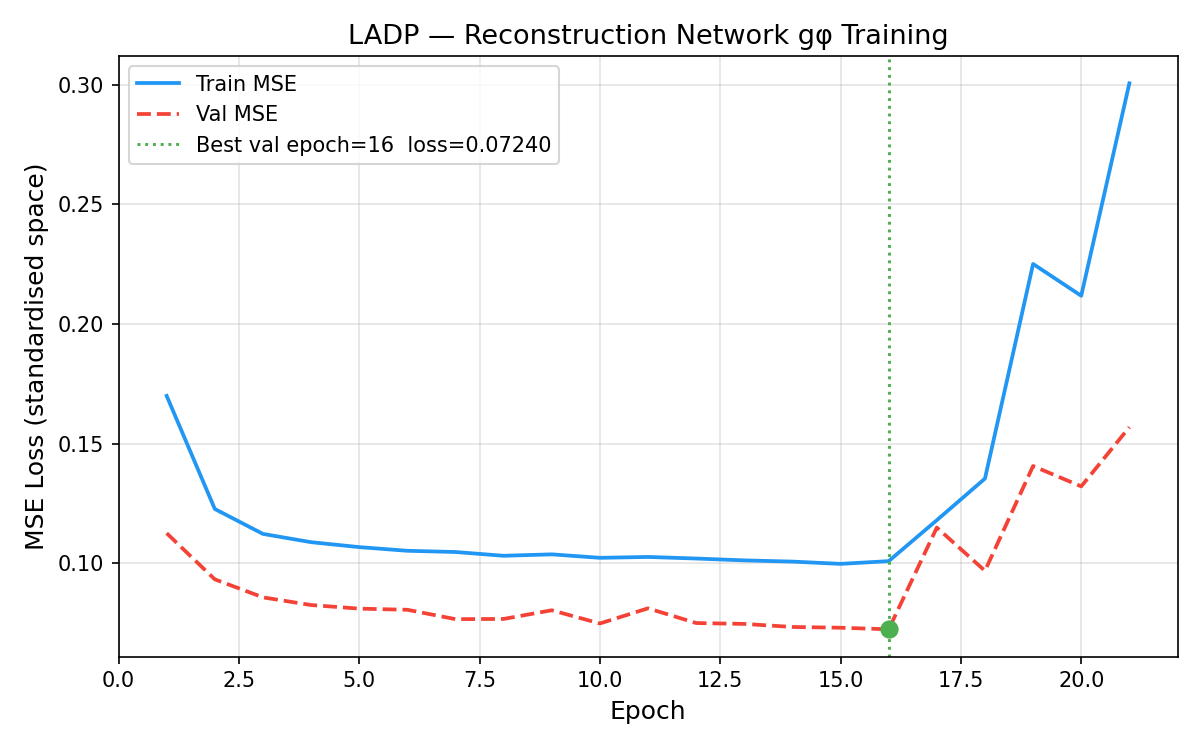 LADP — Reconstruction Network gφ Training
Train MSE
Val MSE
Best val epoch=16  loss=0.07240
MSE Loss (standardised space)
0.30
0.25
0.20
0.15
0.10
0.0 2.5 5.0 7.5 10.0 12.5 15.0 17.5 20.0
Epoch